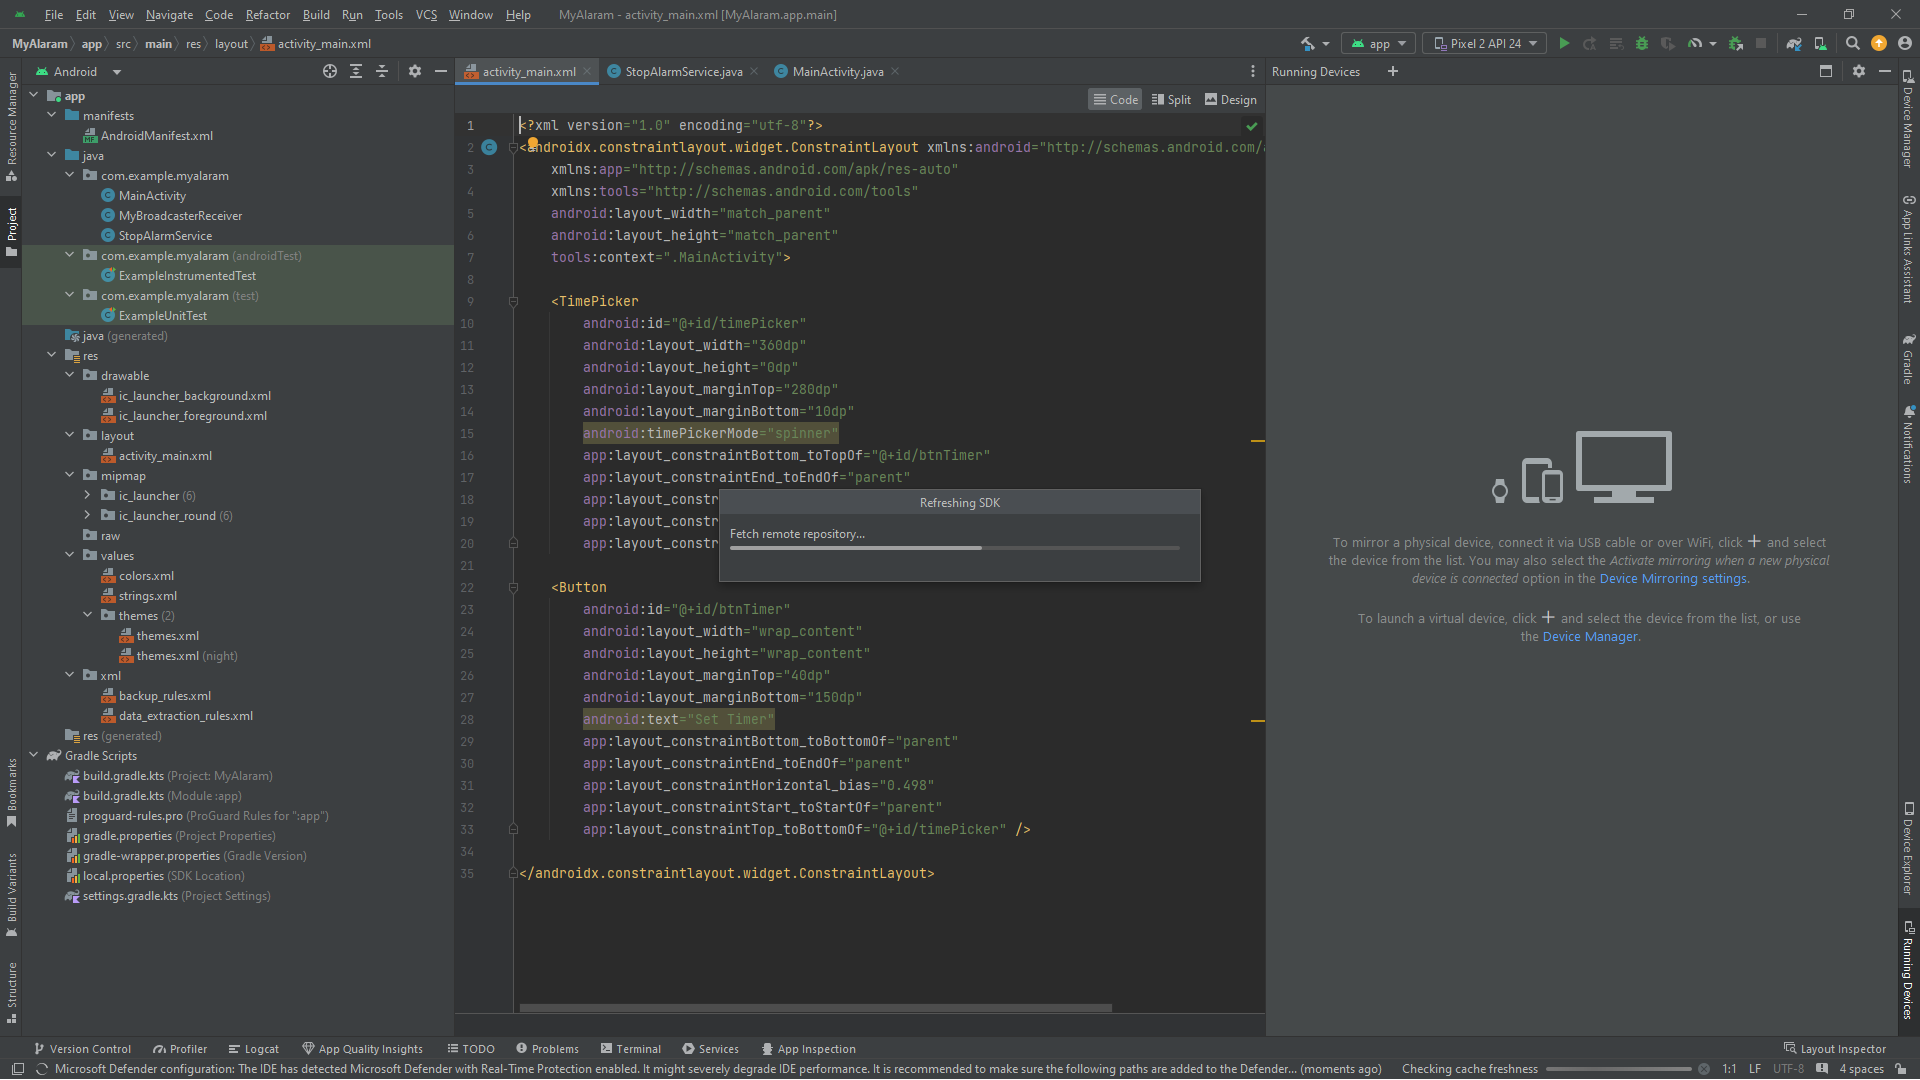 File Edit View Navigate Code Refactor Build Run Tools VCS Window Help MyAlaram - activity_main.xml [MyAlaram.app.main]
MyAlaram app src main res layout activity_main.xml app Pixel 2 API 24
Android
activity_main.xml StopAlarmService.java MainActivity.java
Running Devices
Code Split Design
Resource Manager
Project
Bookmarks
Build Variants
Structure
app
manifests
AndroidManifest.xml
java
com.example.myalaram
MainActivity
MyBroadcasterReceiver
StopAlarmService
com.example.myalaram (androidTest)
ExampleInstrumentedTest
com.example.myalaram (test)
ExampleUnitTest
java (generated)
res
drawable
ic_launcher_background.xml
ic_launcher_foreground.xml
layout
activity_main.xml
mipmap
ic_launcher (6)
ic_launcher_round (6)
raw
values
colors.xml
strings.xml
themes (2)
themes.xml
themes.xml (night)
xml
backup_rules.xml
data_extraction_rules.xml
res (generated)
Gradle Scripts
build.gradle.kts (Project: MyAlaram)
build.gradle.kts (Module :app)
proguard-rules.pro (ProGuard Rules for ":app")
gradle.properties (Project Properties)
gradle-wrapper.properties (Gradle Version)
local.properties (SDK Location)
settings.gradle.kts (Project Settings)
1 <?xml version="1.0" encoding="utf-8"?>
2 <androidx.constraintlayout.widget.ConstraintLayout xmlns:android="http://schemas.android.com/
3 xmlns:app="http://schemas.android.com/apk/res-auto"
4 xmlns:tools="http://schemas.android.com/tools"
5 android:layout_width="match_parent"
6 android:layout_height="match_parent"
7 tools:context=".MainActivity">
8
9 <TimePicker
10 android:id="@+id/timePicker"
11 android:layout_width="360dp"
12 android:layout_height="0dp"
13 android:layout_marginTop="280dp"
14 android:layout_marginBottom="10dp"
15 android:timePickerMode="spinner"
16 app:layout_constraintBottom_toTopOf="@+id/btnTimer"
17 app:layout_constraintEnd_toEndOf="parent"
18 app:layout_constr
19 app:layout_constr
20 app:layout_constr
21
22 <Button
23 android:id="@+id/btnTimer"
24 android:layout_width="wrap_content"
25 android:layout_height="wrap_content"
26 android:layout_marginTop="40dp"
27 android:layout_marginBottom="150dp"
28 android:text="Set Timer"
29 app:layout_constraintBottom_toBottomOf="parent"
30 app:layout_constraintEnd_toEndOf="parent"
31 app:layout_constraintHorizontal_bias="0.498"
32 app:layout_constraintStart_toStartOf="parent"
33 app:layout_constraintTop_toBottomOf="@+id/timePicker" />
34
35 </androidx.constraintlayout.widget.ConstraintLayout>
Refreshing SDK
Fetch remote repository...
To mirror a physical device, connect it via USB cable or over WiFi, click + and select
the device from the list. You may also select the Activate mirroring when a new physical
device is connected option in the Device Mirroring settings.
To launch a virtual device, click + and select the device from the list, or use
the Device Manager.
Device Manager
App Links Assistant
Gradle
Notifications
Device Explorer
Running Devices
Version Control Profiler Logcat App Quality Insights TODO Problems Terminal Services App Inspection Layout Inspector
Microsoft Defender configuration: The IDE has detected Microsoft Defender with Real-Time Protection enabled. It might severely degrade IDE performance. It is recommended to make sure the following paths are added to the Defender... (moments ago) Checking cache freshness 1:1 LF UTF-8 4 spaces